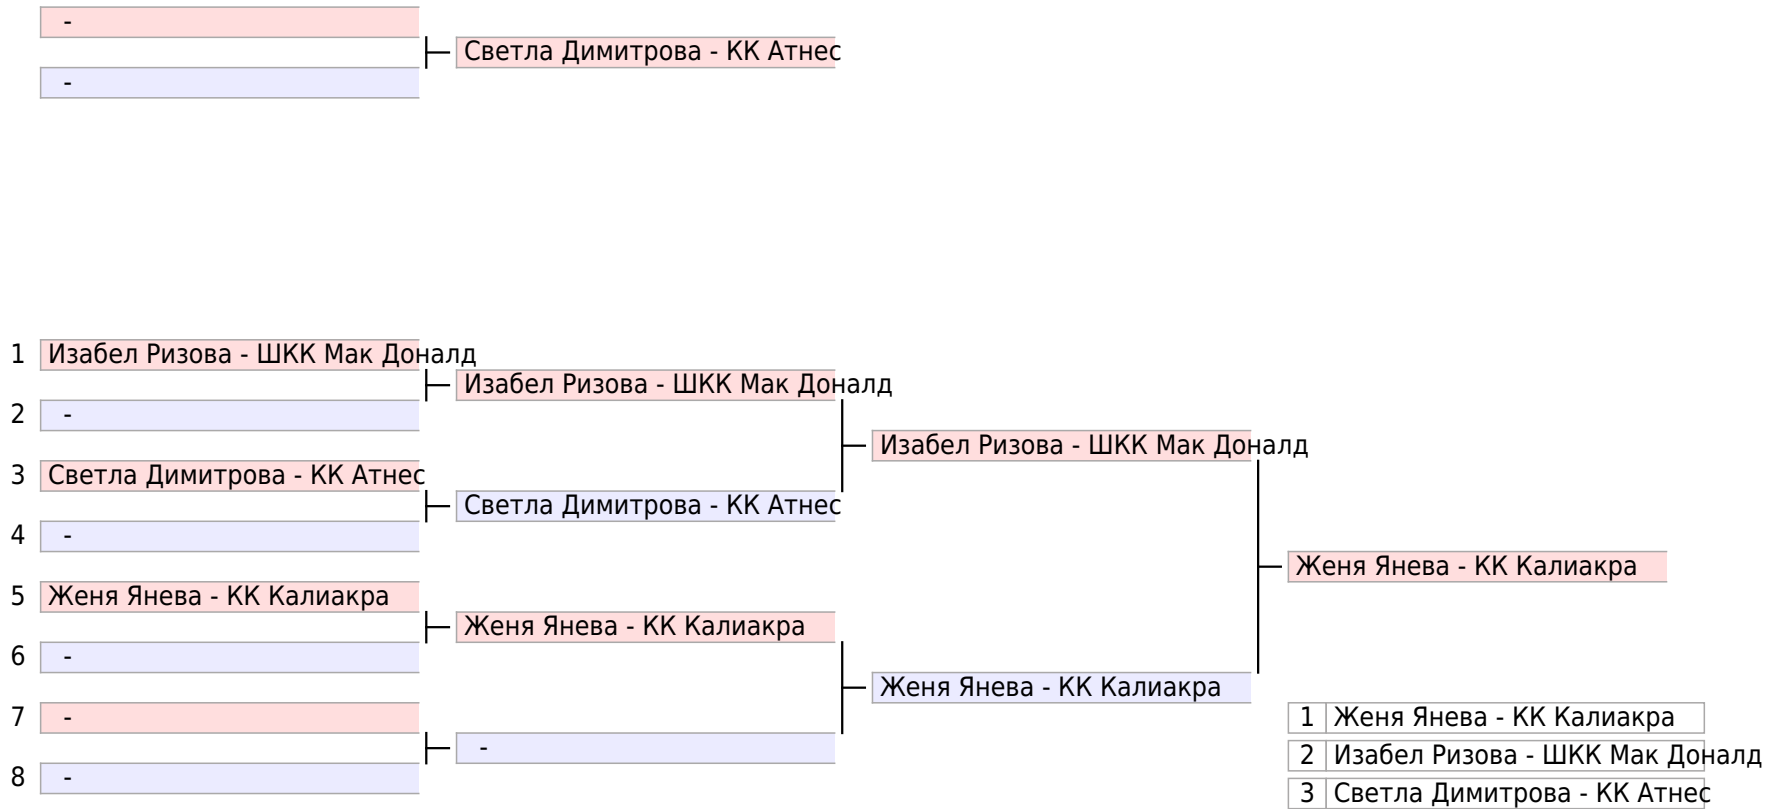 -
Светла Димитрова - КК Атнес
-
1 Изабел Ризова - ШКК Мак Доналд
Изабел Ризова - ШКК Мак Доналд
2 -
Изабел Ризова - ШКК Мак Доналд
3 Светла Димитрова - КК Атнес
Светла Димитрова - КК Атнес
4 -
Женя Янева - КК Калиакра
5 Женя Янева - КК Калиакра
Женя Янева - КК Калиакра
6 -
Женя Янева - КК Калиакра
7 -
1 Женя Янева - КК Калиакра
-
2 Изабел Ризова - ШКК Мак Доналд
8 -
3 Светла Димитрова - КК Атнес